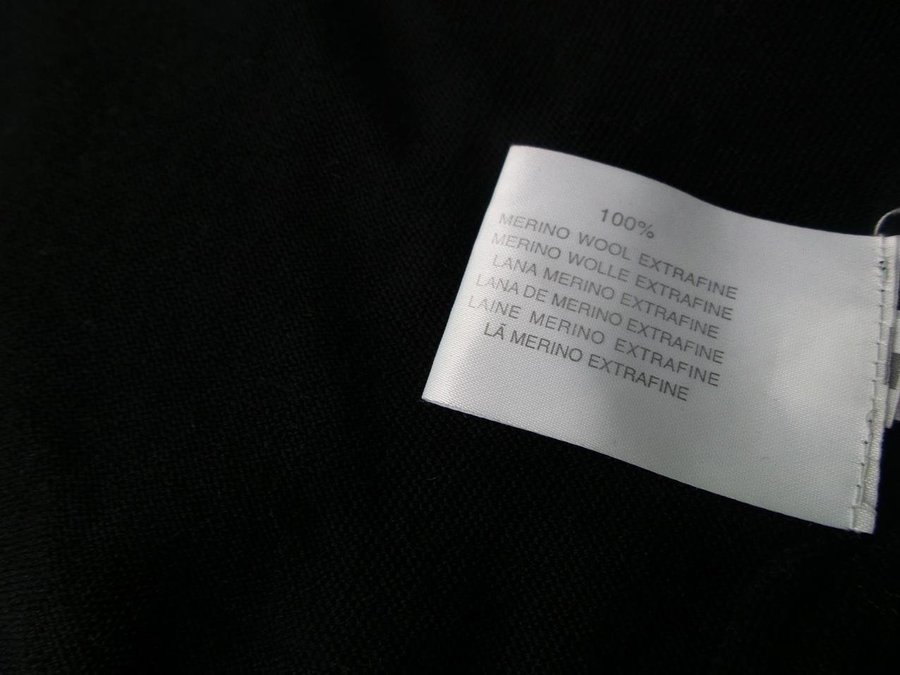 100%
MERINO WOOL EXTRAFINE
MERINO WOLLE EXTRAFINE
LANA MERINO EXTRAFINE
LANA DE MERINO EXTRAFINE
LAINE MERINO EXTRAFINE
LÃ MERINO EXTRAFINE